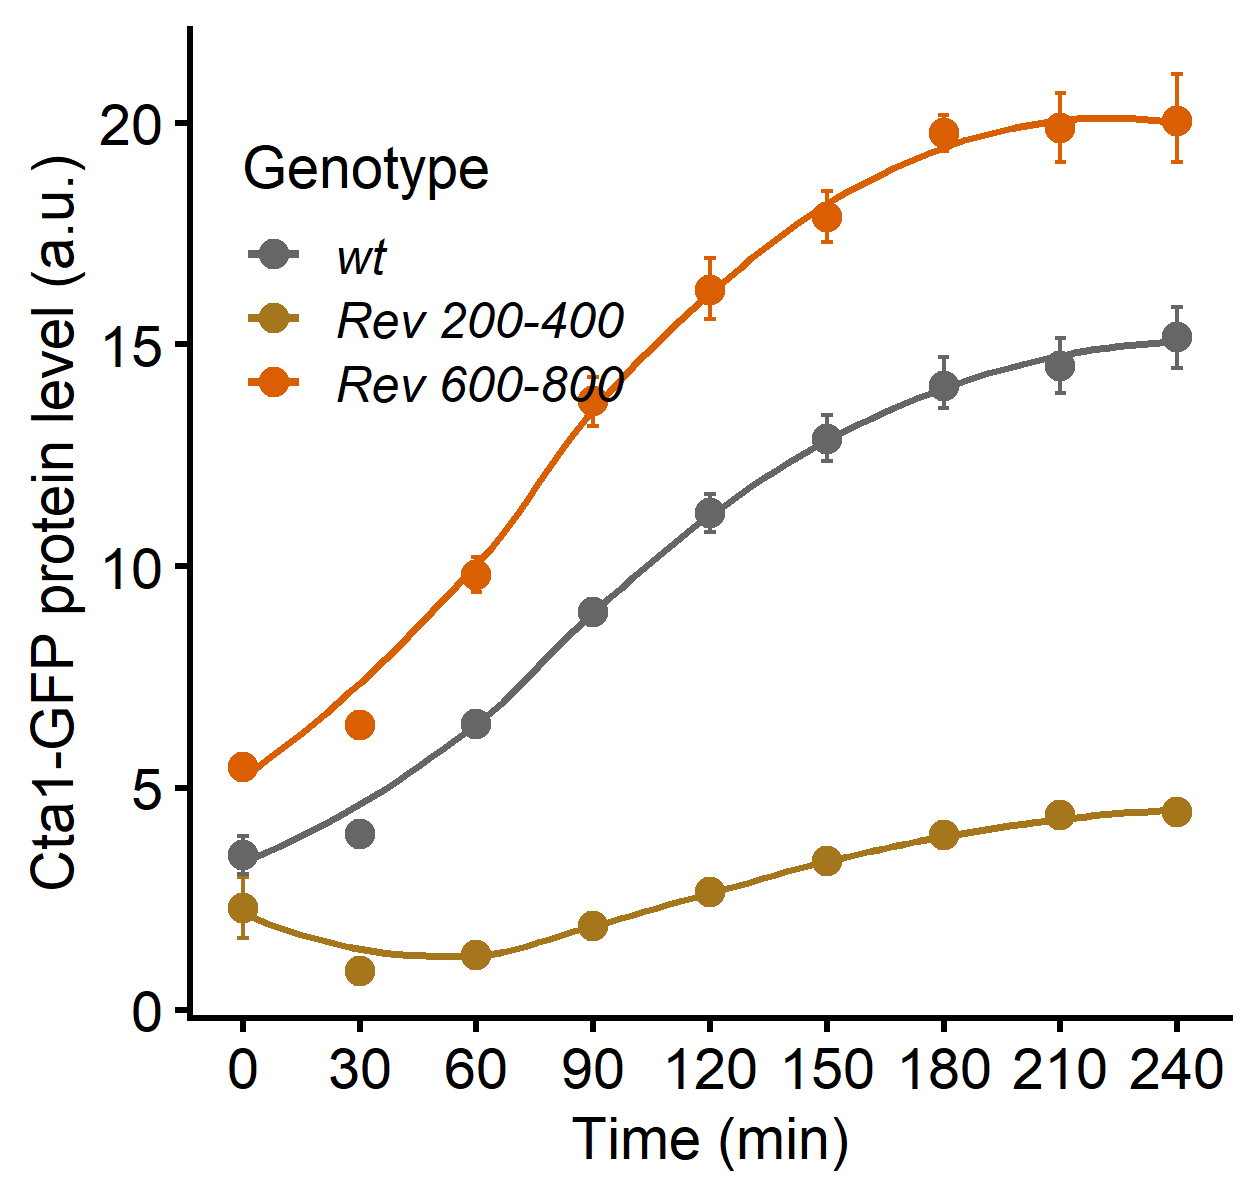 Cta1-GFP protein level (a.u.)
20
15
10
5
0
Genotype
wt
Rev 200-400
Rev 600-800
0 30 60 90 120 150 180 210 240
Time (min)